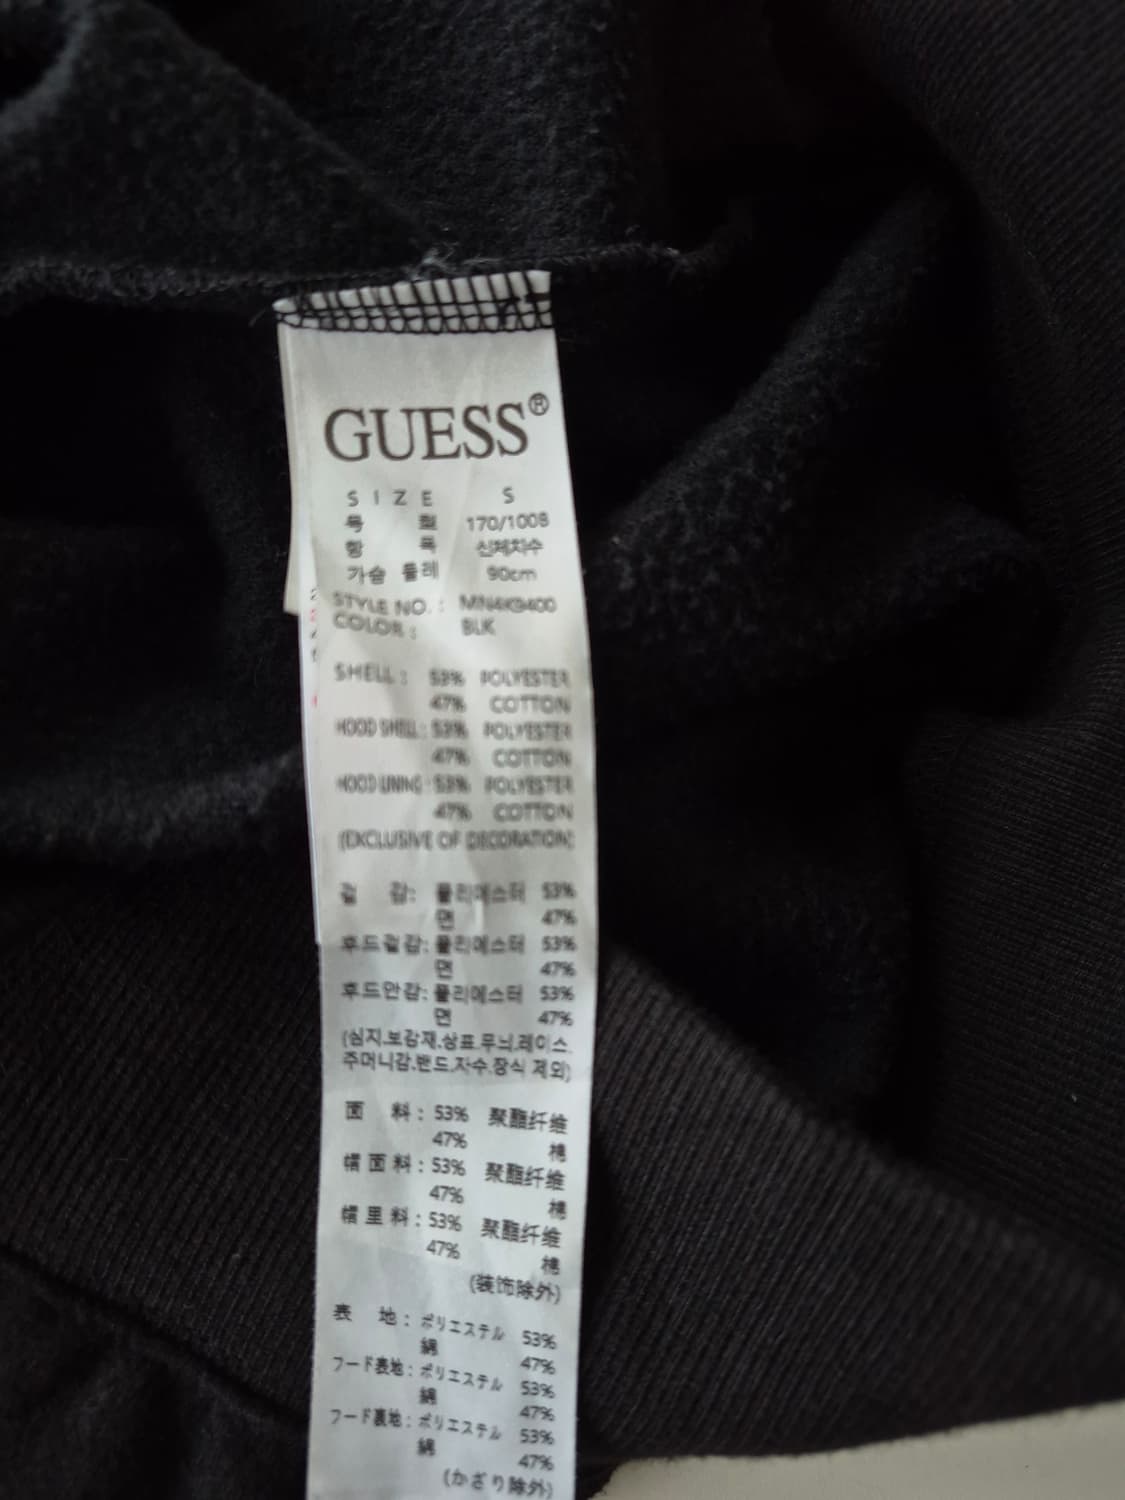 GUESS®
SIZE S
호 형 170/100B
항 목 신체치수
가슴 둘레 90cm
STYLE NO. : MN4K9400
COLOR : BLK
SHELL : 53% POLYESTER
47% COTTON
HOOD SHELL : 53% POLYESTER
47% COTTON
HOOD LINING : 53% POLYESTER
47% COTTON
(EXCLUSIVE OF DECORATION)
겉 감: 폴리에스터 53%
면 47%
후드겉감: 폴리에스터 53%
면 47%
후드안감: 폴리에스터 53%
면 47%
(심지.보강재.상표.무늬.레이스.
주머니감.밴드.자수.장식 제외)
面 料 : 53% 聚酯纤维
47% 棉
帽面料 : 53% 聚酯纤维
47% 棉
帽里料 : 53% 聚酯纤维
47% 棉
(装饰除外)
表 地 : ポリエステル 53%
綿 47%
フード表地 : ポリエステル 53%
綿 47%
フード裏地 : ポリエステル 53%
綿 47%
(かざり除外)